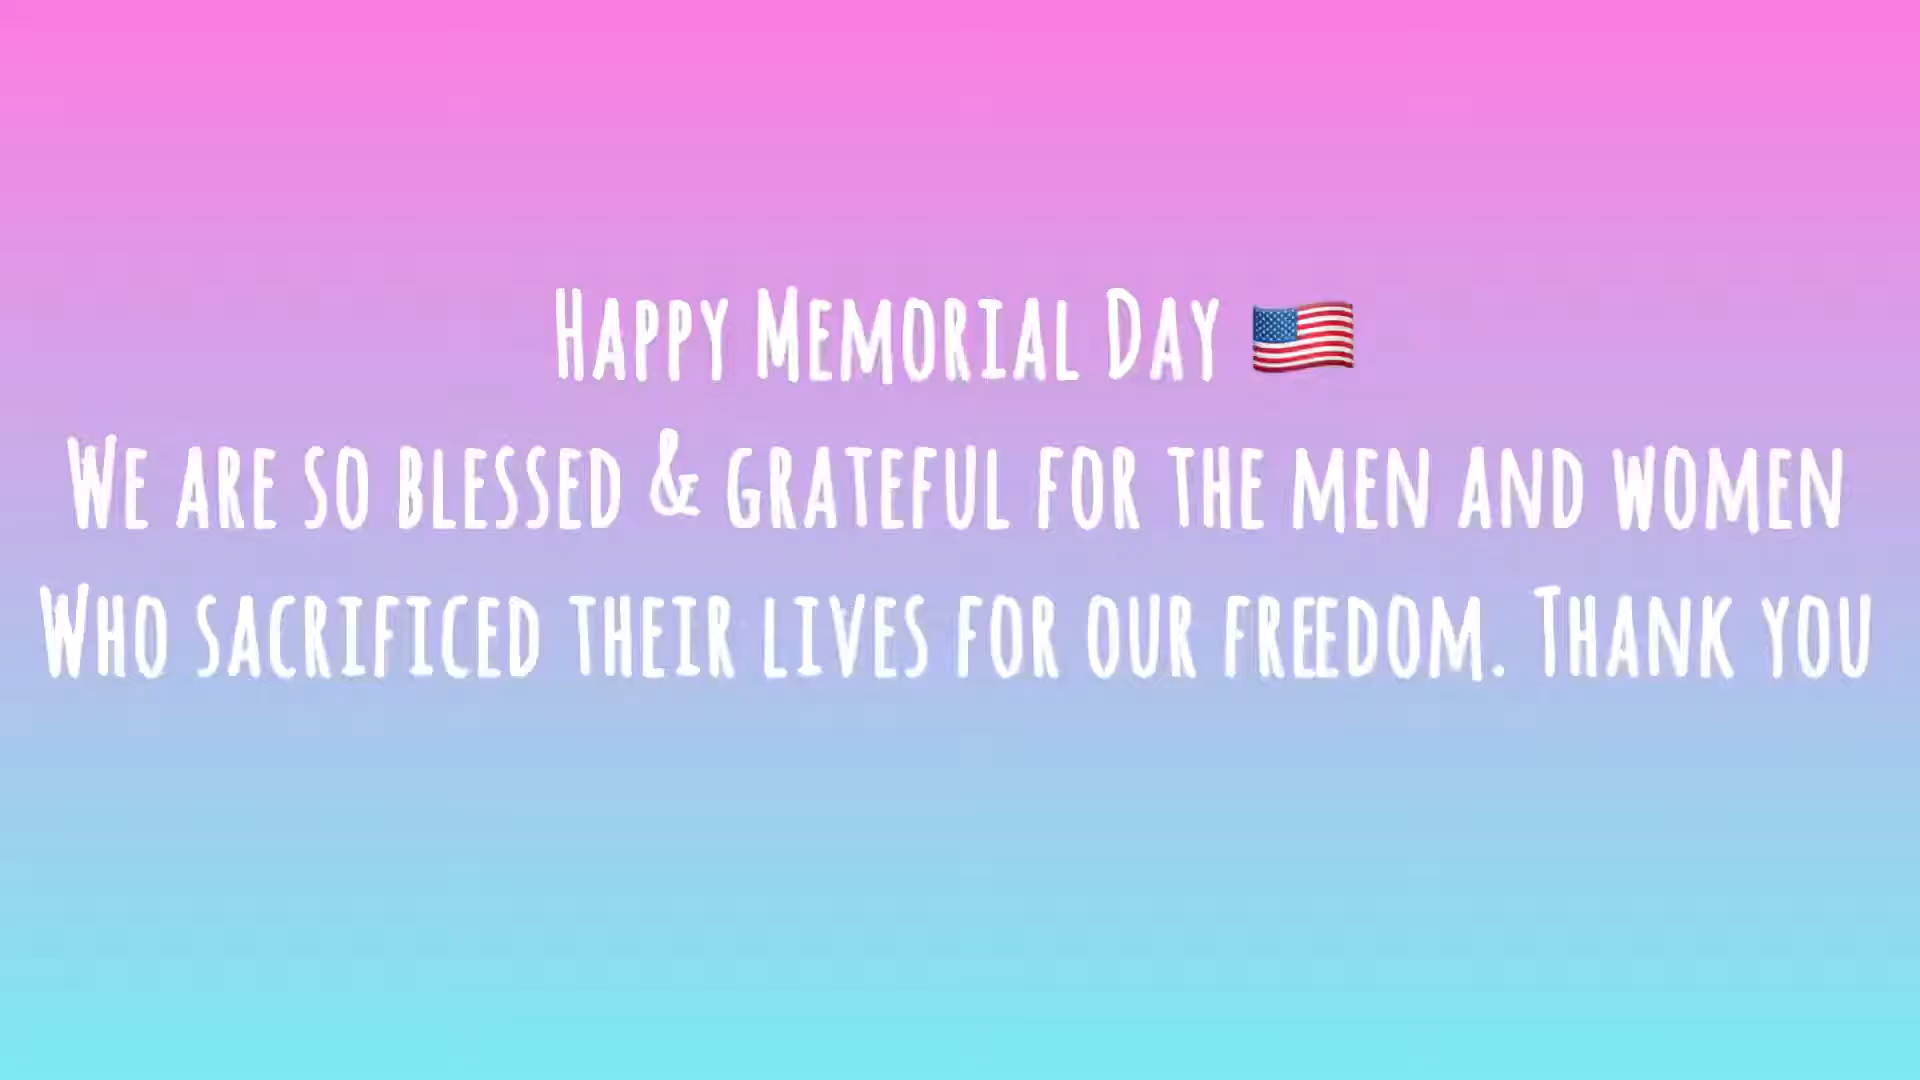 Happy Memorial Day 🇺🇸
We are so blessed & grateful for the men and women
Who sacrificed their lives for our freedom. Thank you